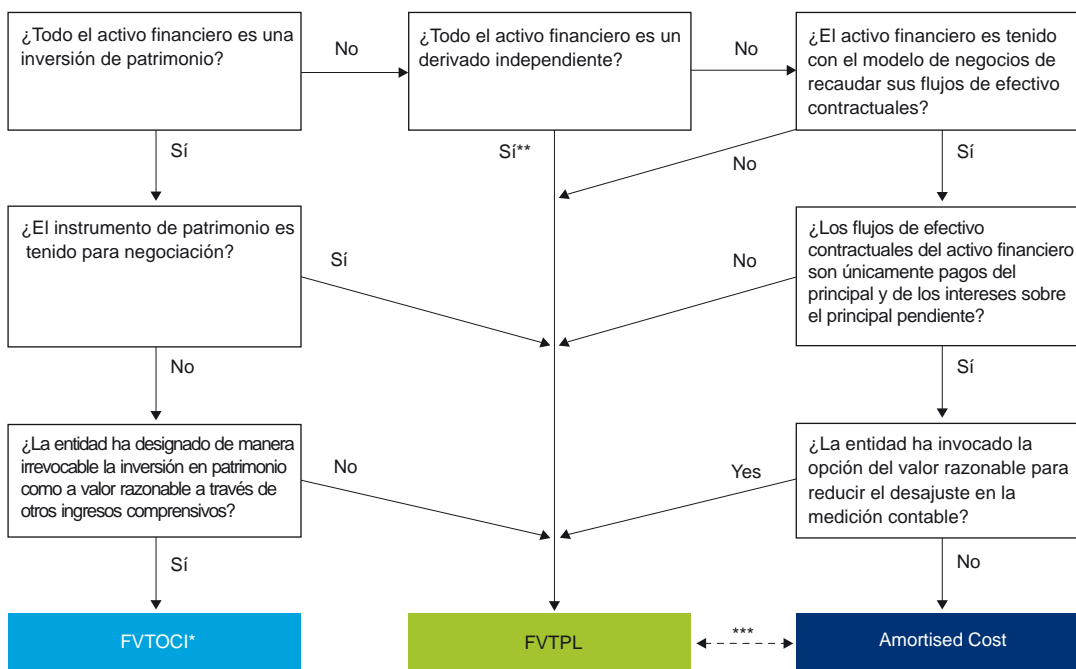 ¿Todo el activo financiero es una
inversión de patrimonio?
No
¿Todo el activo financiero es un
derivado independiente?
No
¿El activo financiero es tenido
con el modelo de negocios de
recaudar sus flujos de efectivo
contractuales?
Sí
Sí**
No
Sí
¿El instrumento de patrimonio es
tenido para negociación?
Sí
No
¿Los flujos de efectivo
contractuales del activo financiero
son únicamente pagos del
principal y de los intereses sobre
el principal pendiente?
No
Sí
¿La entidad ha designado de manera
irrevocable la inversión en patrimonio
como a valor razonable a través de
otros ingresos comprensivos?
No
Yes
¿La entidad ha invocado la
opción del valor razonable para
reducir el desajuste en la
medición contable?
Sí
No
FVTOCI*
FVTPL
***
Amortised Cost